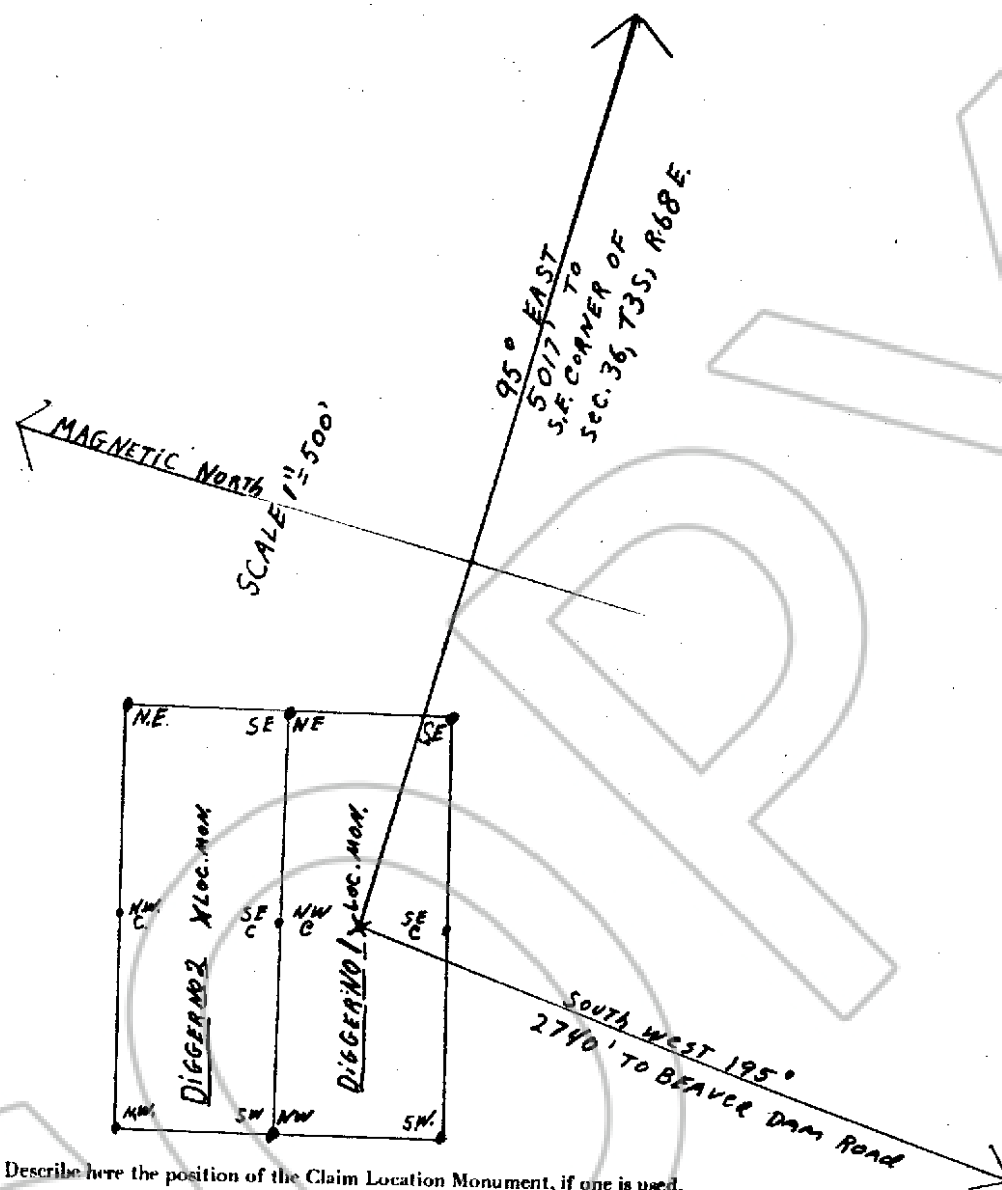 95° EAST
5017' TO
S.E. CORNER OF
SEC. 36, T3S, R68E.
MAGNETIC NORTH
SCALE 1"=500'
N.E.
SE NE
SE
DIGGER NO 2 X LOC. MON.
DIGGER NO 1 X LOC. MON.
N.W. C.
SE C
NW C
SE C
SOUTH WEST 195°
2740' TO BEAVER DAM ROAD
N.W.
SW NW
SW.
Describe here the position of the Claim Location Monument, if one is used.